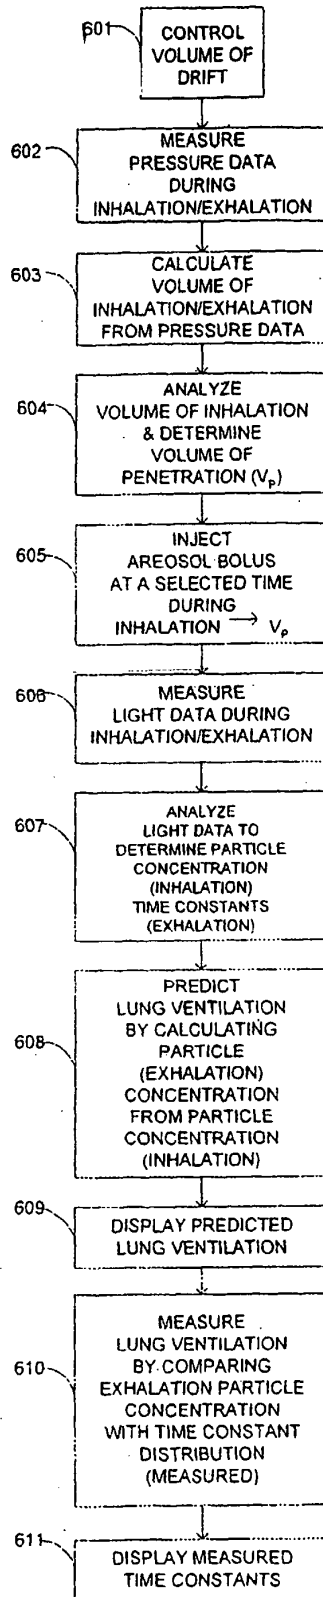 601
CONTROL
VOLUME OF
DRIFT
602
MEASURE
PRESSURE DATA
DURING
INHALATION/EXHALATION
603
CALCULATE
VOLUME OF
INHALATION/EXHALATION
FROM PRESSURE DATA
604
ANALYZE
VOLUME OF INHALATION
& DETERMINE
VOLUME OF
PENETRATION (Vₚ)
605
INJECT
AREOSOL BOLUS
AT A SELECTED TIME
DURING
INHALATION → Vₚ
606
MEASURE
LIGHT DATA DURING
INHALATION/EXHALATION
607
ANALYZE
LIGHT DATA TO
DETERMINE PARTICLE
CONCENTRATION
(INHALATION)
TIME CONSTANTS
(EXHALATION)
608
PREDICT
LUNG VENTILATION
BY CALCULATING
PARTICLE
(EXHALATION)
CONCENTRATION
FROM PARTICLE
CONCENTRATION
(INHALATION)
609
DISPLAY PREDICTED
LUNG VENTILATION
610
MEASURE
LUNG VENTILATION
BY COMPARING
EXHALATION PARTICLE
CONCENTRATION
WITH TIME CONSTANT
DISTRIBUTION
(MEASURED)
611
DISPLAY MEASURED
TIME CONSTANTS